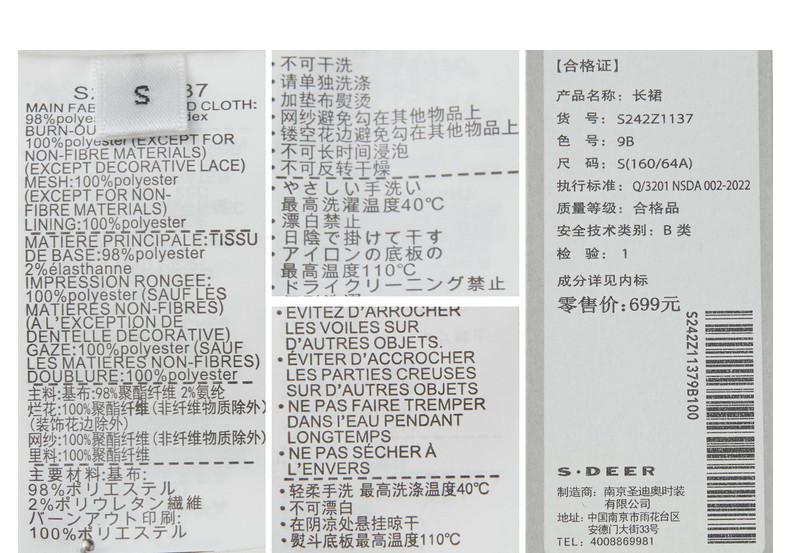 S
MAIN FAB
D CLOTH:
98%polyes
dex
BURN-OU
100%polyester (EXCEPT FOR
NON-FIBRE MATERIALS)
(EXCEPT DECORATIVE LACE)
MESH:100%polyester
(EXCEPT FOR NON-
FIBRE MATERIALS)
LINING:100%polyester
MATIERE PRINCIPALE:TISSU
DE BASE:98%polyester
2%élasthanne
IMPRESSION RONGEE:
100%polyester (SAUF LES
MATIÈRES NON-FIBRES)
(A L'EXCEPTION DE
DENTELLE DÉCORATIVE)
GAZE:100%polyester (SAUF
LES MATIÈRES NON-FIBRES)
DOUBLURE:100%polyester
主料:基布:98%聚酯纤维 2%氨纶
烂花:100%聚酯纤维 (非纤维物质除外)
(装饰花边除外)
网纱:100%聚酯纤维 (非纤维物质除外)
里料:100%聚酯纤维
主要材料:基布:
98%ポリエステル
2%ポリウレタン繊維
バーンアウト印刷:
100%ポリエステル
・不可干洗
・请单独洗涤
・加垫布熨烫
・网纱避免勾在其他物品上
・镂空花边避免勾在其他物品上
・不可长时间浸泡
・不可反转干燥
・やさしい手洗い
最高洗濯温度40℃
・漂白禁止
・日陰で掛けて干す
・アイロンの底板の
最高温度110℃
・ドライクリーニング禁止
・EVITEZ D'ARROCHER
LES VOILES SUR
D'AUTRES OBJETS.
・ÉVITER D'ACCROCHER
LES PARTIES CREUSES
SUR D'AUTRES OBJETS
・NE PAS FAIRE TREMPER
DANS l'EAU PENDANT
LONGTEMPS
・NE PAS SÉCHER À
L'ENVERS
・轻柔手洗 最高洗涤温度40℃
・不可漂白
・在阴凉处悬挂晾干
・熨斗底板最高温度110℃
【合格证】
产品名称: 长裙
货 号: S242Z1137
色 号: 9B
尺 码: S(160/64A)
执行标准: Q/3201 NSDA 002-2022
质量等级: 合格品
安全技术类别: B 类
检 验: 1
成分详见内标
零售价:699元
S242Z11379B100
S·DEER
制造商: 南京圣迪奥时装
有限公司
地址: 中国南京市雨花台区
安德门大街33号
TEL: 4008869981